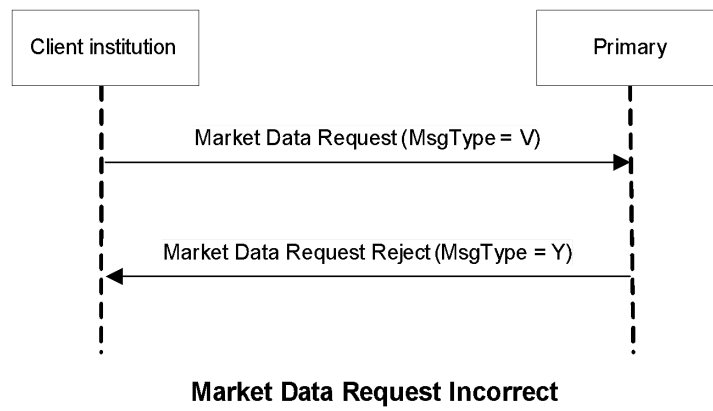 Client institution
Primary
Market Data Request (MsgType = V)
Market Data Request Reject (MsgType = Y)
Market Data Request Incorrect